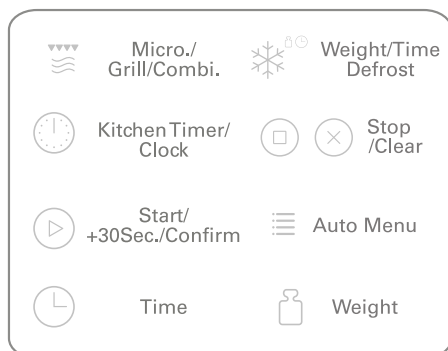 Micro./
Grill/Combi.
Weight/Time
Defrost
Kitchen Timer/
Clock
Stop
/Clear
Start/
+30Sec./Confirm
Auto Menu
Time
Weight